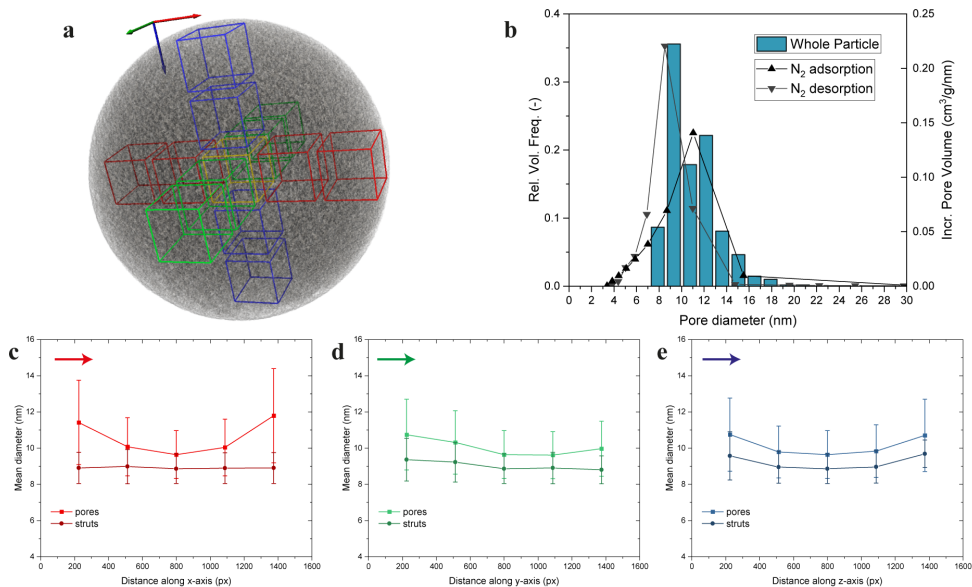 a
b
0.4
0.3
0.2
0.1
0.0
Rel. Vol. Freq. (-)
0.25
0.20
0.15
0.10
0.05
0.00
Incr. Pore Volume (cm³/g/nm)
Whole Particle
N₂ adsorption
N₂ desorption
0 2 4 6 8 10 12 14 16 18 20 22 24 26 28 30
Pore diameter (nm)
c
16
14
12
10
8
6
4
Mean diameter (nm)
pores
struts
0 200 400 600 800 1000 1200 1400 1600
Distance along x-axis (px)
d
16
14
12
10
8
6
4
Mean diameter (nm)
pores
struts
0 200 400 600 800 1000 1200 1400 1600
Distance along y-axis (px)
e
16
14
12
10
8
6
4
Mean diameter (nm)
pores
struts
0 200 400 600 800 1000 1200 1400 1600
Distance along z-axis (px)